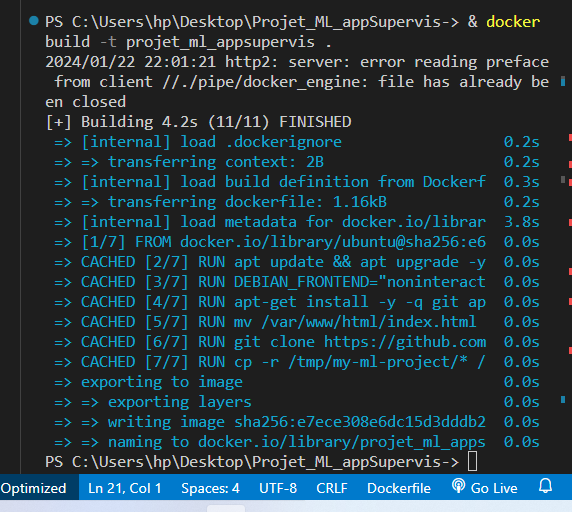 PS C:\Users\hp\Desktop\Projet_ML_appSupervis-> & docker
build -t projet_ml_appsupervis .
2024/01/22 22:01:21 http2: server: error reading preface
from client //./pipe/docker_engine: file has already be
en closed
[+] Building 4.2s (11/11) FINISHED
=> [internal] load .dockerignore 0.2s
=> => transferring context: 2B 0.2s
=> [internal] load build definition from Dockerf 0.3s
=> => transferring dockerfile: 1.16kB 0.2s
=> [internal] load metadata for docker.io/librar 3.8s
=> [1/7] FROM docker.io/library/ubuntu@sha256:e6 0.0s
=> CACHED [2/7] RUN apt update && apt upgrade -y 0.0s
=> CACHED [3/7] RUN DEBIAN_FRONTEND="noninteract 0.0s
=> CACHED [4/7] RUN apt-get install -y -q git ap 0.0s
=> CACHED [5/7] RUN mv /var/www/html/index.html 0.0s
=> CACHED [6/7] RUN git clone https://github.com 0.0s
=> CACHED [7/7] RUN cp -r /tmp/my-ml-project/* / 0.0s
=> exporting to image 0.0s
=> => exporting layers 0.0s
=> => writing image sha256:e7ece308e6dc15d3dddb2 0.0s
=> => naming to docker.io/library/projet_ml_apps 0.0s
PS C:\Users\hp\Desktop\Projet_ML_appSupervis->
Optimized Ln 21, Col 1 Spaces: 4 UTF-8 CRLF Dockerfile Go Live